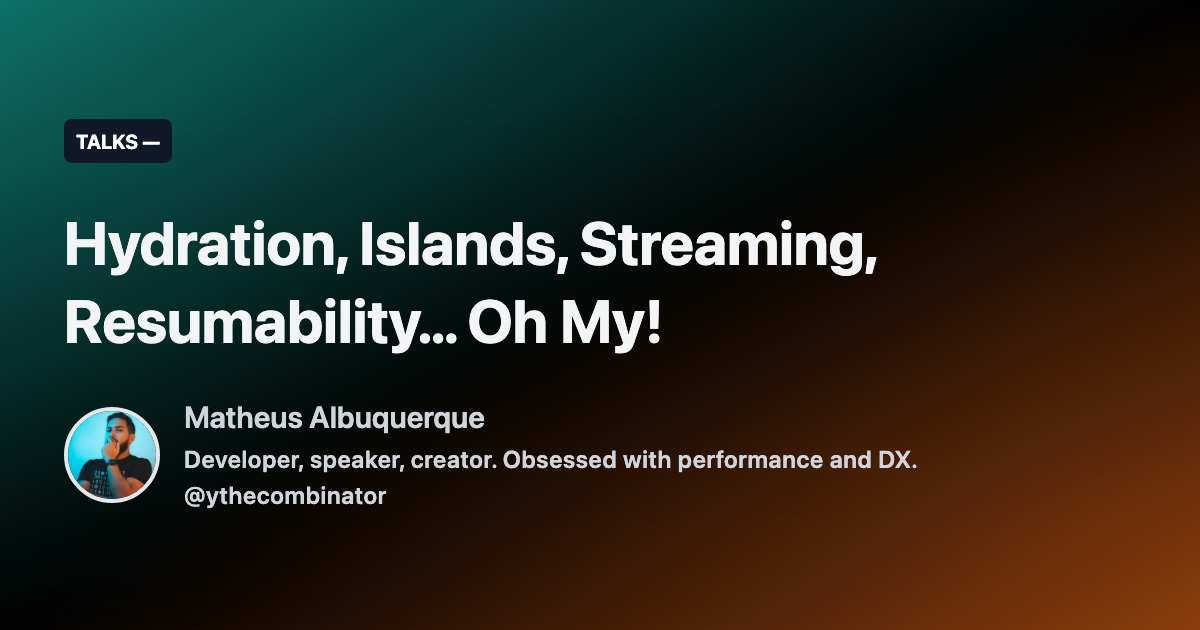 TALKS —
Hydration, Islands, Streaming,
Resumability... Oh My!
Matheus Albuquerque
Developer, speaker, creator. Obsessed with performance and DX.
@ythecombinator